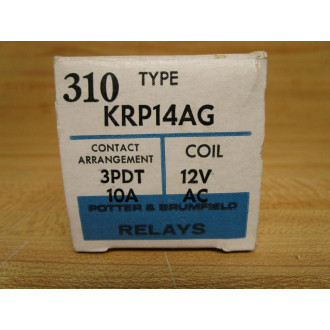 310 TYPE
KRP14AG
CONTACT
ARRANGEMENT
3PDT
10A
COIL
12V
AC
POTTER & BRUMFIELD
RELAYS